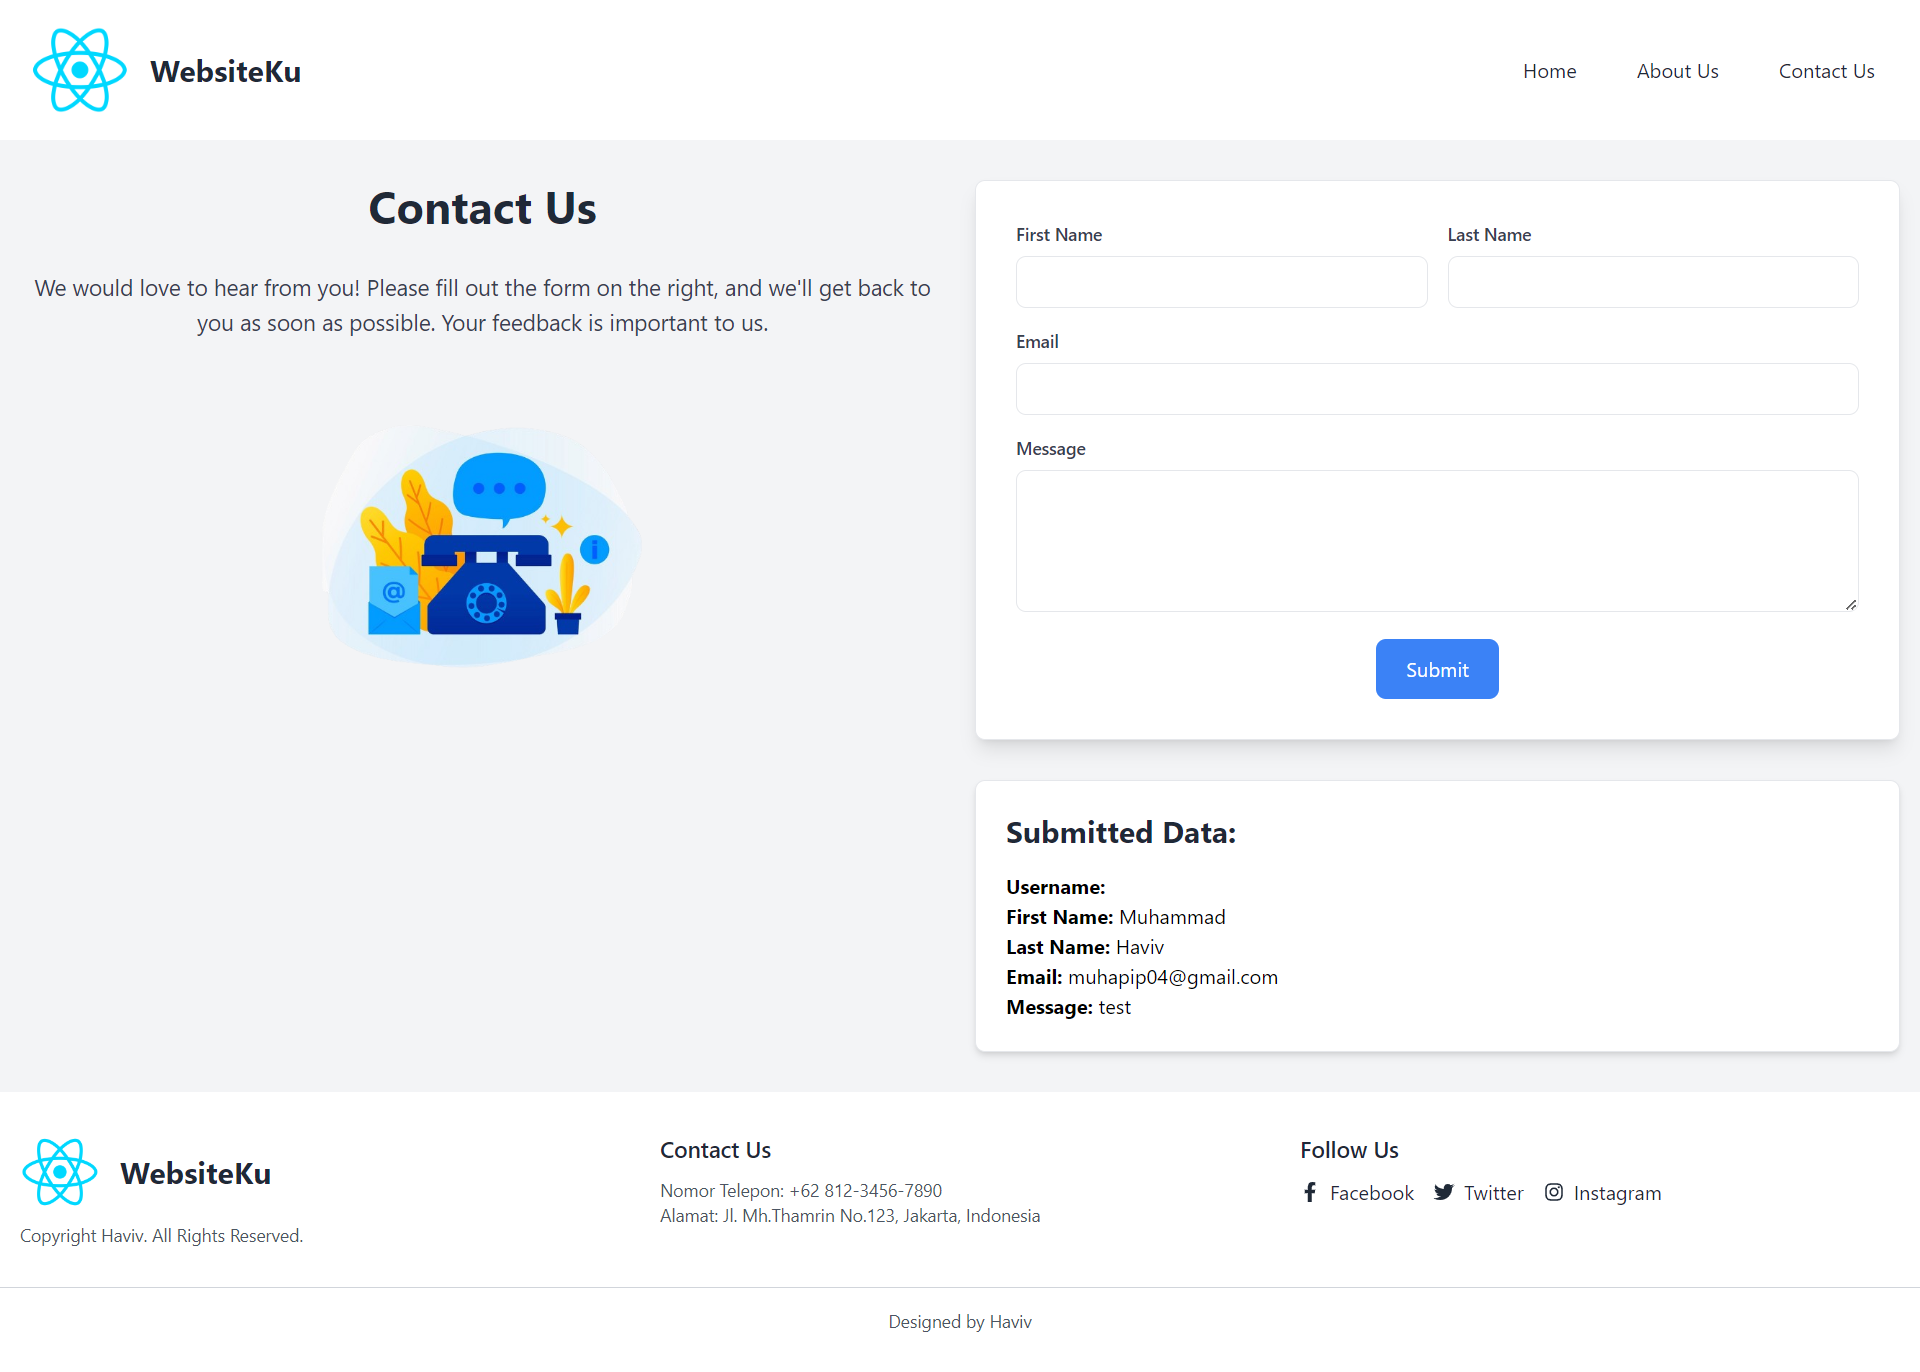 WebsiteKu
Home
About Us
Contact Us
Contact Us
We would love to hear from you! Please fill out the form on the right, and we'll get back to
you as soon as possible. Your feedback is important to us.
@
i
First Name
Last Name
Email
Message
Submit
Submitted Data:
Username:
First Name: Muhammad
Last Name: Haviv
Email: muhapip04@gmail.com
Message: test
WebsiteKu
Copyright Haviv. All Rights Reserved.
Contact Us
Nomor Telepon: +62 812-3456-7890
Alamat: Jl. Mh.Thamrin No.123, Jakarta, Indonesia
Follow Us
Facebook
Twitter
Instagram
Designed by Haviv